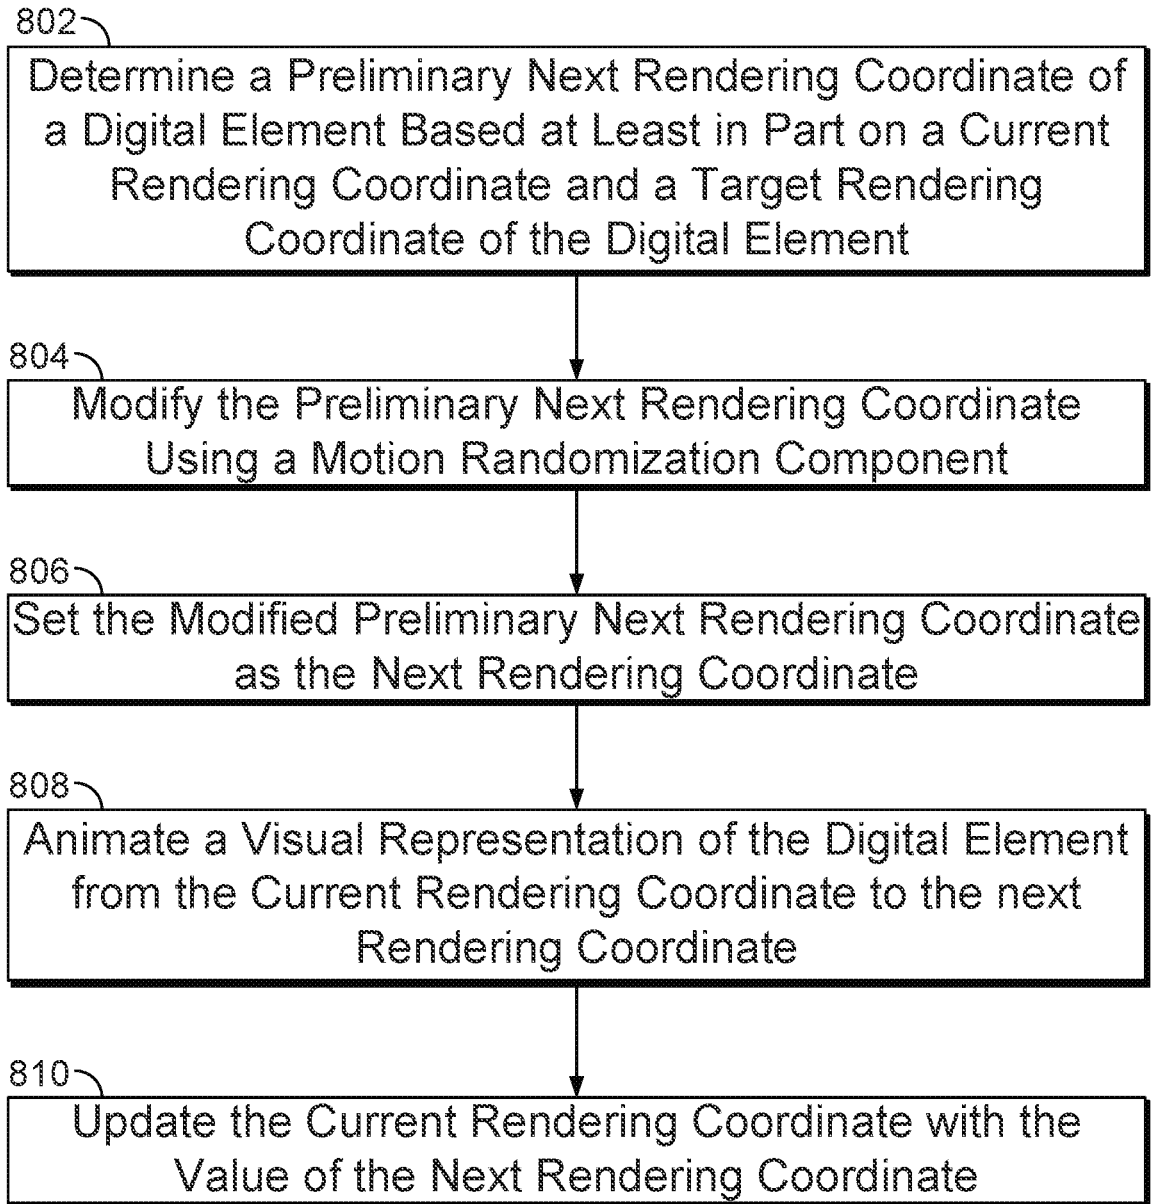 802
Determine a Preliminary Next Rendering Coordinate of
a Digital Element Based at Least in Part on a Current
Rendering Coordinate and a Target Rendering
Coordinate of the Digital Element
804
Modify the Preliminary Next Rendering Coordinate
Using a Motion Randomization Component
806
Set the Modified Preliminary Next Rendering Coordinate
as the Next Rendering Coordinate
808
Animate a Visual Representation of the Digital Element
from the Current Rendering Coordinate to the next
Rendering Coordinate
810
Update the Current Rendering Coordinate with the
Value of the Next Rendering Coordinate